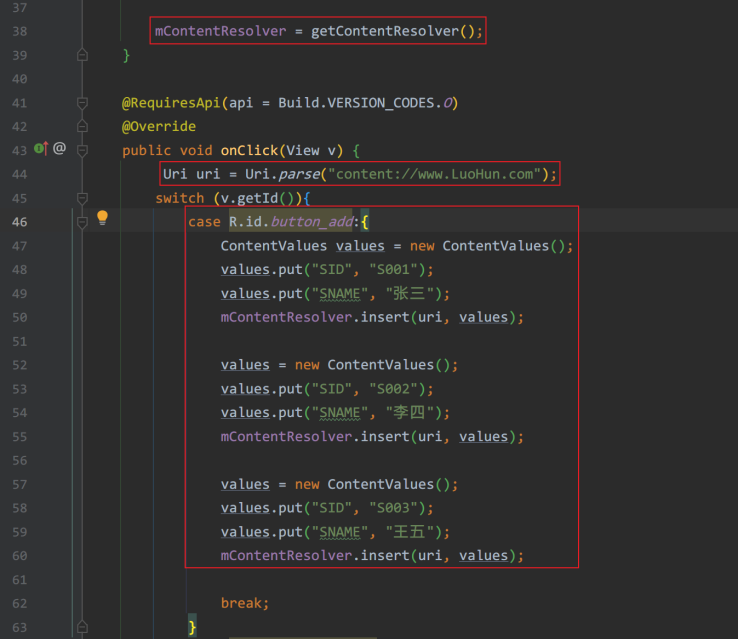 37
38 mContentResolver = getContentResolver();
39 }
40
41 @RequiresApi(api = Build.VERSION_CODES.O)
42 @Override
43 @ public void onClick(View v) {
44 Uri uri = Uri.parse("content://www.LuoHun.com");
45 switch (v.getId()){
46 case R.id.button_add:{
47 ContentValues values = new ContentValues();
48 values.put("SID", "S001");
49 values.put("SNAME", "张三");
50 mContentResolver.insert(uri, values);
51
52 values = new ContentValues();
53 values.put("SID", "S002");
54 values.put("SNAME", "李四");
55 mContentResolver.insert(uri, values);
56
57 values = new ContentValues();
58 values.put("SID", "S003");
59 values.put("SNAME", "王五");
60 mContentResolver.insert(uri, values);
61
62 break;
63 }